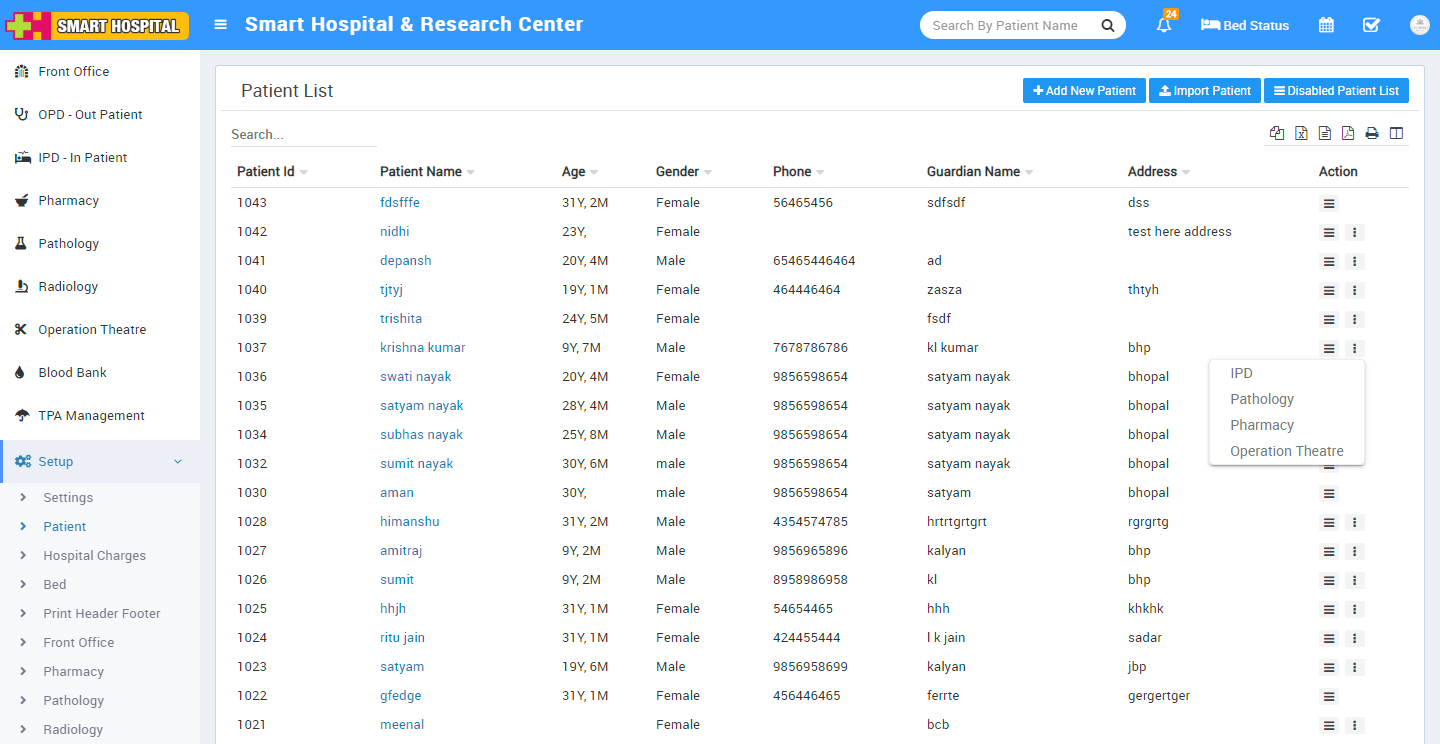 SMART HOSPITAL
Smart Hospital & Research Center
Search By Patient Name
24
Bed Status
Front Office
OPD - Out Patient
IPD - In Patient
Pharmacy
Pathology
Radiology
Operation Theatre
Blood Bank
TPA Management
Setup
Settings
Patient
Hospital Charges
Bed
Print Header Footer
Front Office
Pharmacy
Pathology
Radiology
Patient List
Add New Patient Import Patient Disabled Patient List
Search...
Patient Id Patient Name Age Gender Phone Guardian Name Address Action
1043 fdsfffe 31Y, 2M Female 56465456 sdfsdf dss
1042 nidhi 23Y, Female test here address
1041 depansh 20Y, 4M Male 65465446464 ad
1040 tjtyj 19Y, 1M Female 464446464 zasza thtyh
1039 trishita 24Y, 5M Female fsdf
1037 krishna kumar 9Y, 7M Male 7678786786 kl kumar bhp
1036 swati nayak 20Y, 4M Female 9856598654 satyam nayak bhopal
1035 satyam nayak 28Y, 4M Male 9856598654 satyam nayak bhopal
1034 subhas nayak 25Y, 8M Male 9856598654 satyam nayak bhopal
1032 sumit nayak 30Y, 6M male 9856598654 satyam nayak bhopal
1030 aman 30Y, male 9856598654 satyam bhopal
1028 himanshu 31Y, 2M Male 4354574785 hrtrtgrtgrt rgrgrtg
1027 amitraj 9Y, 2M Male 9856965896 kalyan bhp
1026 sumit 9Y, 2M Male 8958986958 kl bhp
1025 hhjh 31Y, 1M Female 54654465 hhh khkhk
1024 ritu jain 31Y, 1M Female 424455444 l k jain sadar
1023 satyam 19Y, 6M Male 9856958699 kalyan jbp
1022 gfedge 31Y, 1M Female 456446465 ferrte gergertger
1021 meenal Female bcb
IPD
Pathology
Pharmacy
Operation Theatre